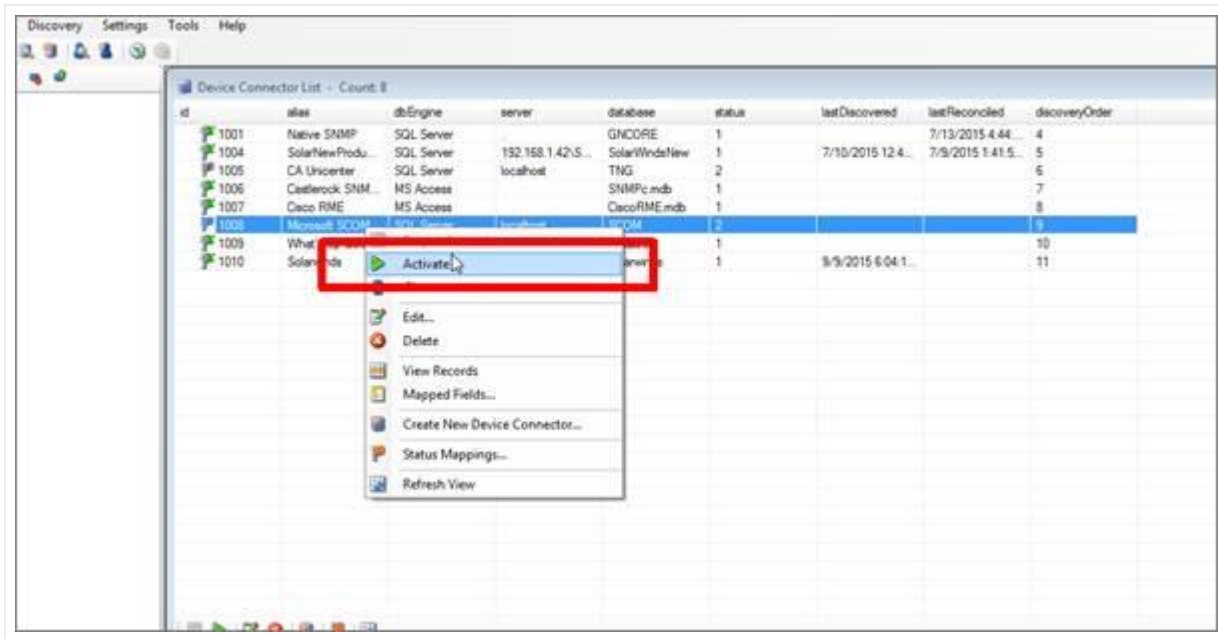 Discovery Settings Tools Help
Device Connector List - Count: 8
id alias dbEngine server database status lastDiscovered lastReconciled discoveryOrder
1001 Native SNMP SQL Server . GNCORE 1 7/13/2015 4:44:... 4
1004 SolarNewProdu... SQL Server 192.168.1.42\S... SolarWindsNew 1 7/10/2015 12:4... 7/9/2015 1:41:5... 5
1005 CA Unicenter SQL Server localhost TNG 2 6
1006 Castlerock SNM... MS Access SNMPc.mdb 1 7
1007 Cisco RME MS Access CiscoRME.mdb 1 8
1008 Microsoft SCOM SQL Server localhost SCOM 2 9
1009 What 1 10
1010 Solarwinds 1 9/9/2015 6:04:1... 11
Activate
Edit...
Delete
View Records
Mapped Fields...
Create New Device Connector...
Status Mappings...
Refresh View